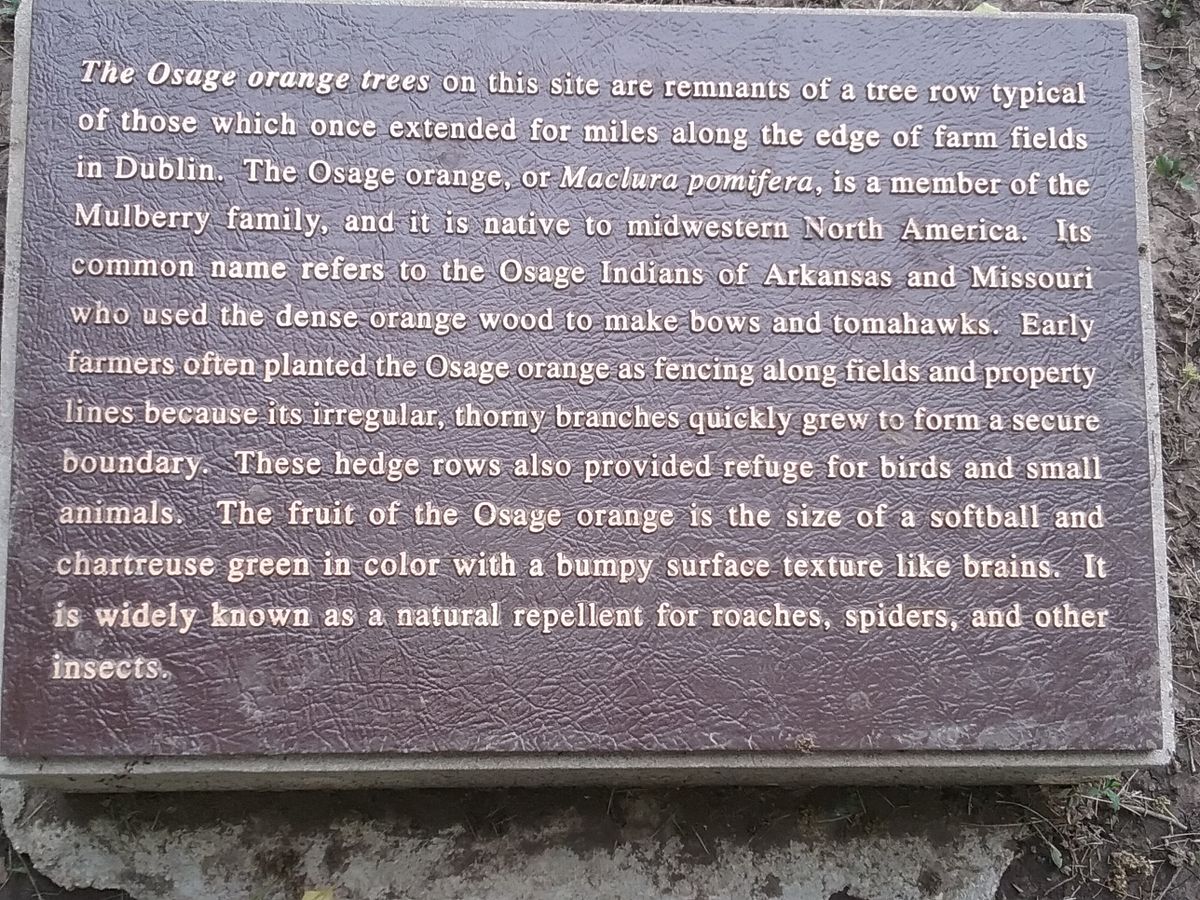 The Osage orange trees on this site are remnants of a tree row typical
of those which once extended for miles along the edge of farm fields
in Dublin. The Osage orange, or Maclura pomifera, is a member of the
Mulberry family, and it is native to midwestern North America. Its
common name refers to the Osage Indians of Arkansas and Missouri
who used the dense orange wood to make bows and tomahawks. Early
farmers often planted the Osage orange as fencing along fields and property
lines because its irregular, thorny branches quickly grew to form a secure
boundary. These hedge rows also provided refuge for birds and small
animals. The fruit of the Osage orange is the size of a softball and
chartreuse green in color with a bumpy surface texture like brains. It
is widely known as a natural repellent for roaches, spiders, and other
insects.